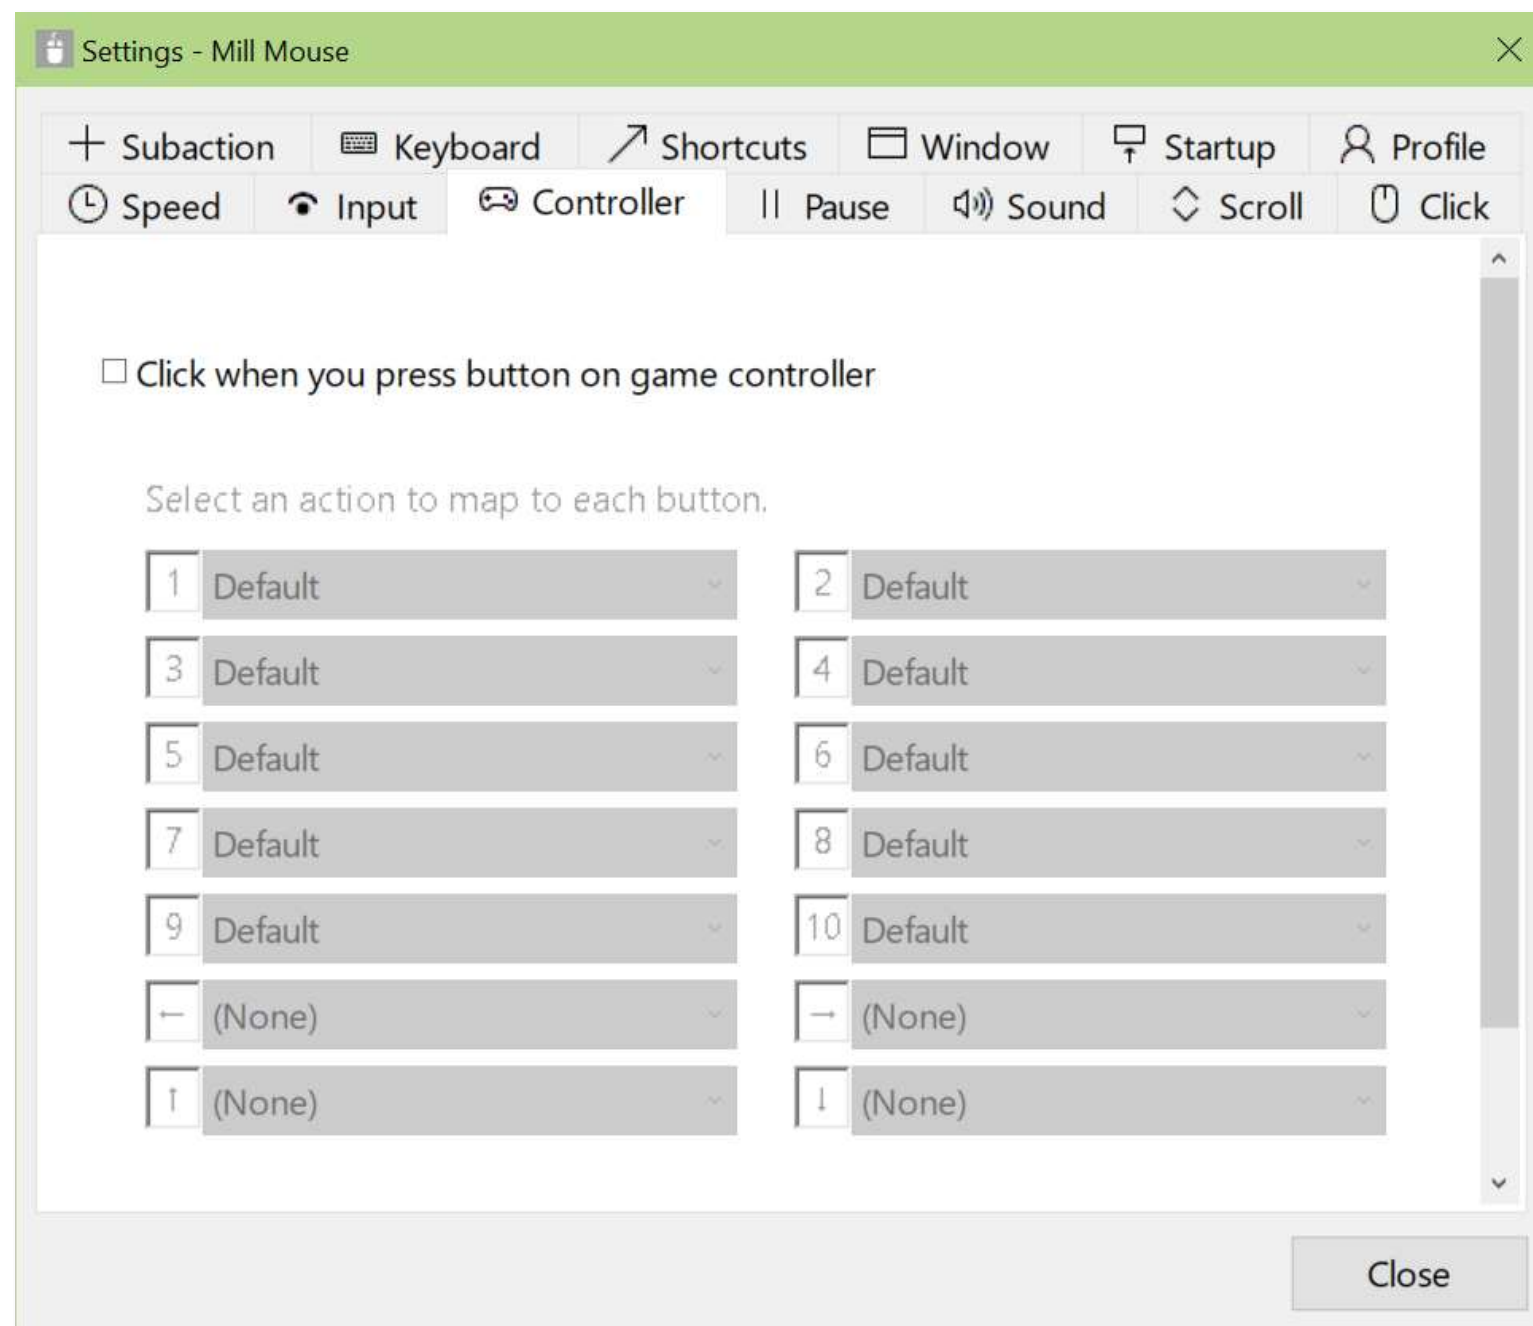 Settings - Mill Mouse
Subaction Keyboard Shortcuts Window Startup Profile
Speed Input Controller Pause Sound Scroll Click
Click when you press button on game controller
Select an action to map to each button.
1 Default 2 Default
3 Default 4 Default
5 Default 6 Default
7 Default 8 Default
9 Default 10 Default
← (None) → (None)
↑ (None) ↓ (None)
Close